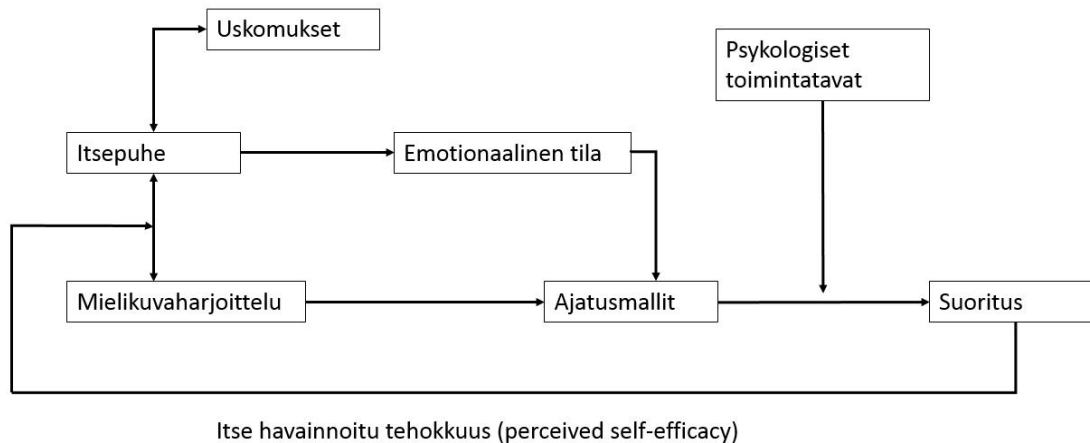 Uskomukset
Psykologiset
toimintatavat
Itsepuhe
Emotionaalinen tila
Mielikuvaharjoittelu
Ajatusmallit
Suoritus
Itse havainnoitu tehokkuus (perceived self-efficacy)